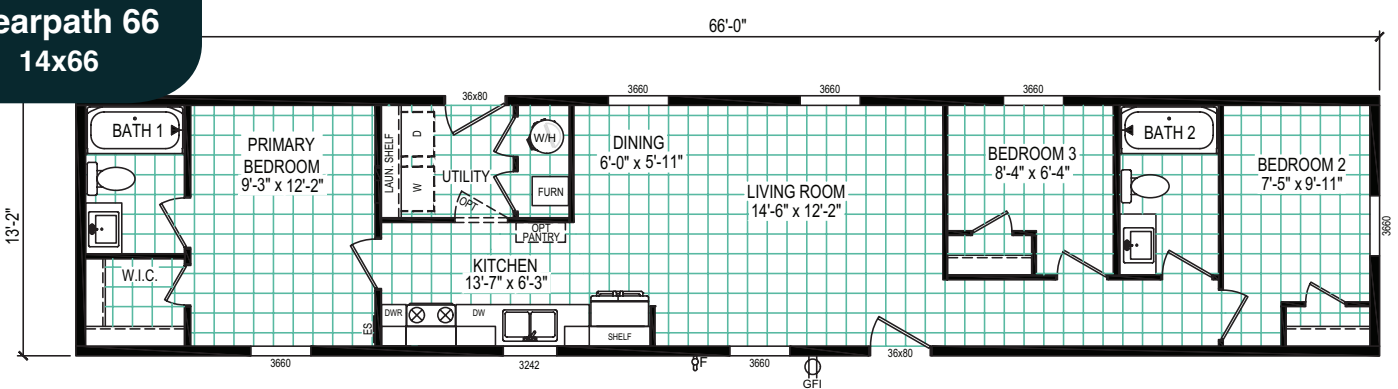 earpath 66
14x66
66'-0"
13'-2"
36x80
3660
3660
3660
BATH 1
PRIMARY
BEDROOM
9'-3" x 12'-2"
W.I.C.
ES
3660
LAUN. SHELF
D
W
UTILITY
OPT
W/H
FURN
OPT
PANTRY
KITCHEN
13'-7" x 6'-3"
DWR
DW
SHELF
3242
DINING
6'-0" x 5'-11"
LIVING ROOM
14'-6" x 12'-2"
F
3660
GFI
36x80
BEDROOM 3
8'-4" x 6'-4"
BATH 2
BEDROOM 2
7'-5" x 9'-11"
3660